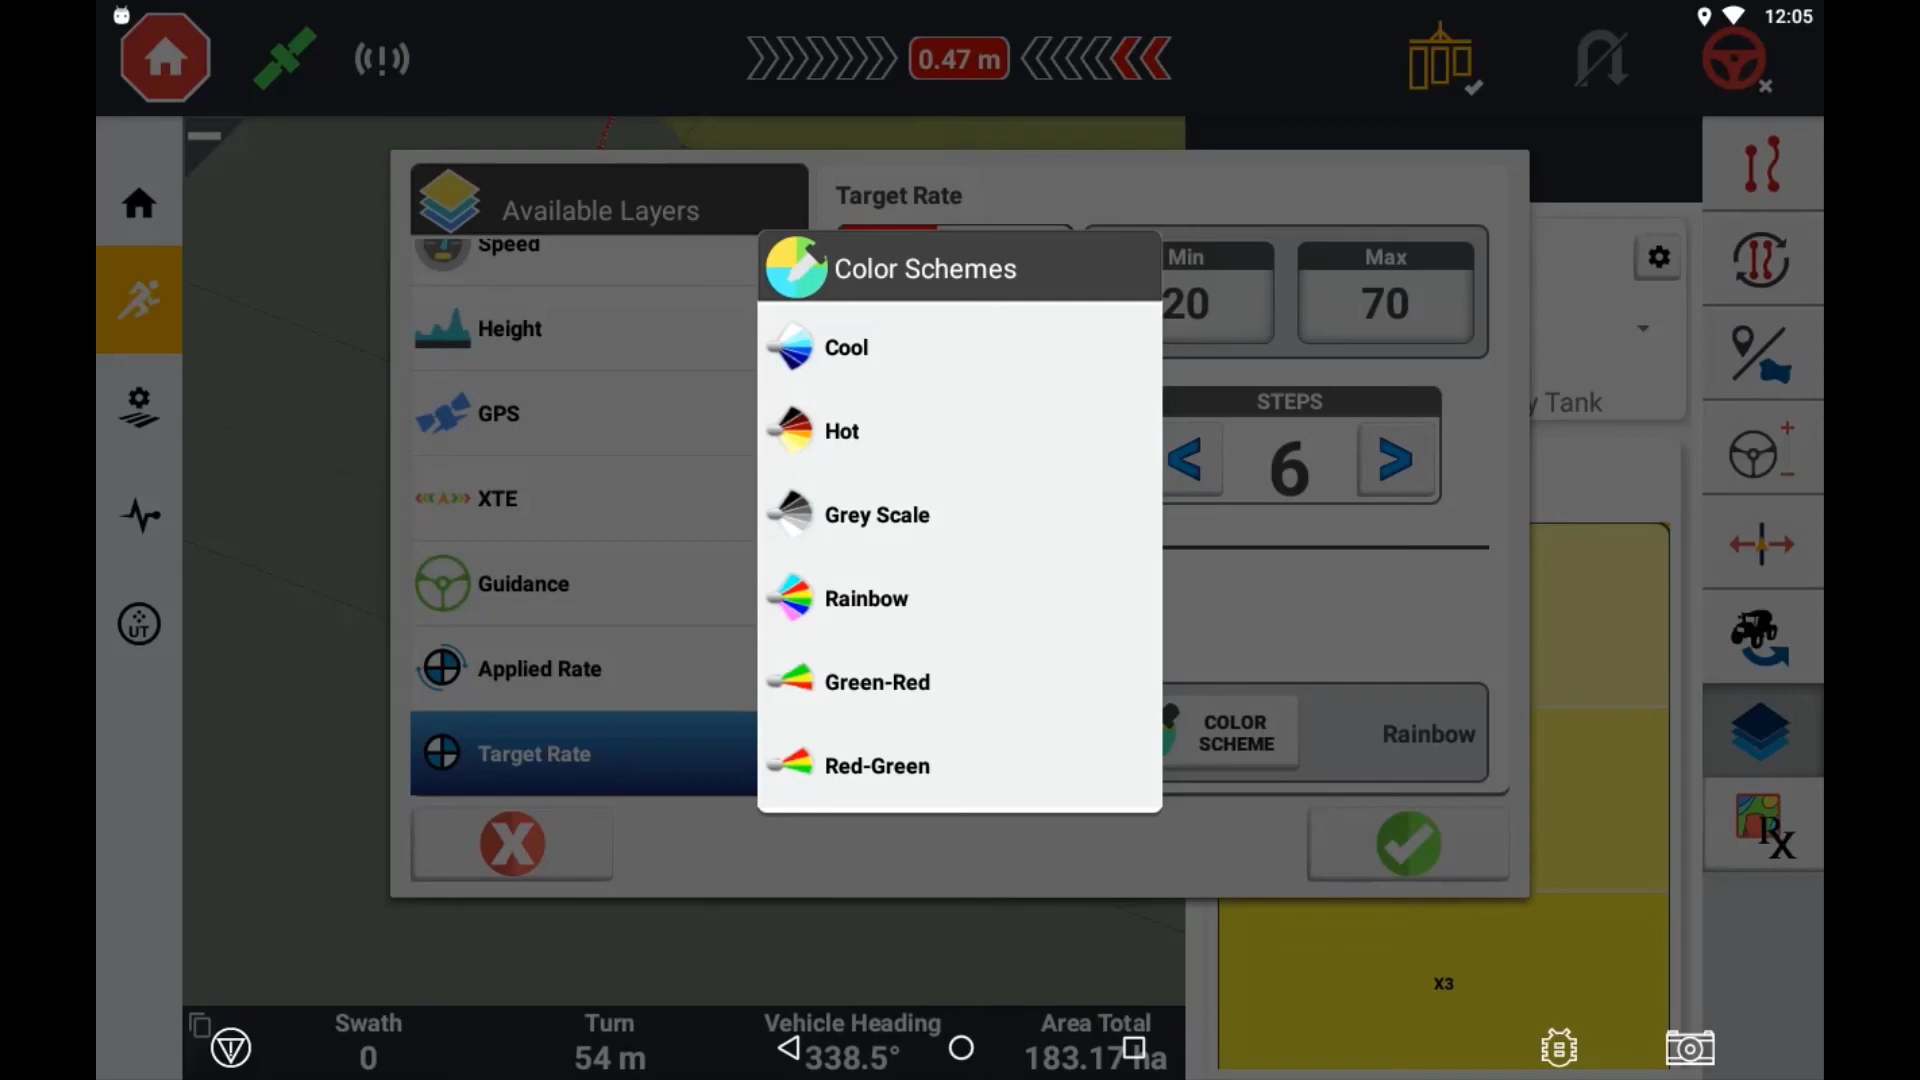 12:05
0.47 m
Available Layers
Target Rate
Speed
Color Schemes
Min
Max
20
70
Height
Cool
Hot
GPS
STEPS
Tank
< 6 >
XTE
Grey Scale
Guidance
Rainbow
UT
Applied Rate
Green-Red
COLOR
SCHEME
Rainbow
Target Rate
Red-Green
X
RX
X3
Swath
Turn
Vehicle Heading
Area Total
0
54 m
338.5°
183.17 ha